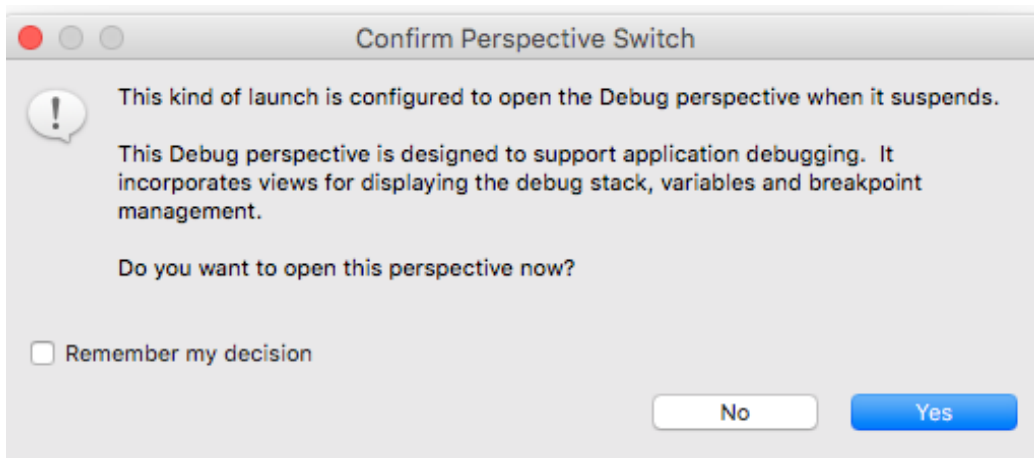 Confirm Perspective Switch
This kind of launch is configured to open the Debug perspective when it suspends.
This Debug perspective is designed to support application debugging.  It
incorporates views for displaying the debug stack, variables and breakpoint
management.
Do you want to open this perspective now?
Remember my decision
No
Yes